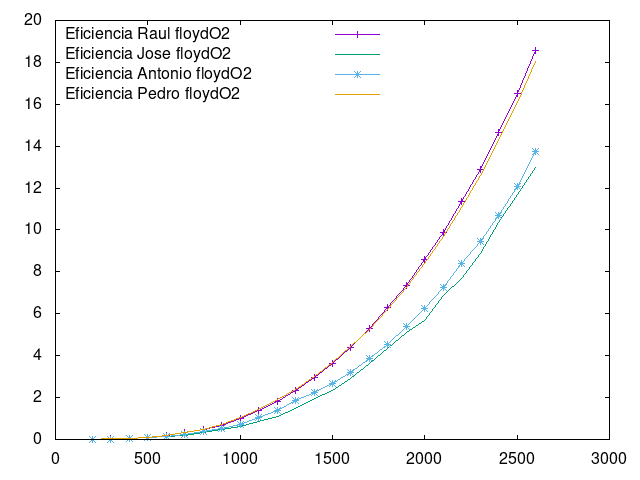 Eficiencia Raul floydO2
Eficiencia Jose floydO2
Eficiencia Antonio floydO2
Eficiencia Pedro floydO2
20
18
16
14
12
10
8
6
4
2
0
0 500 1000 1500 2000 2500 3000